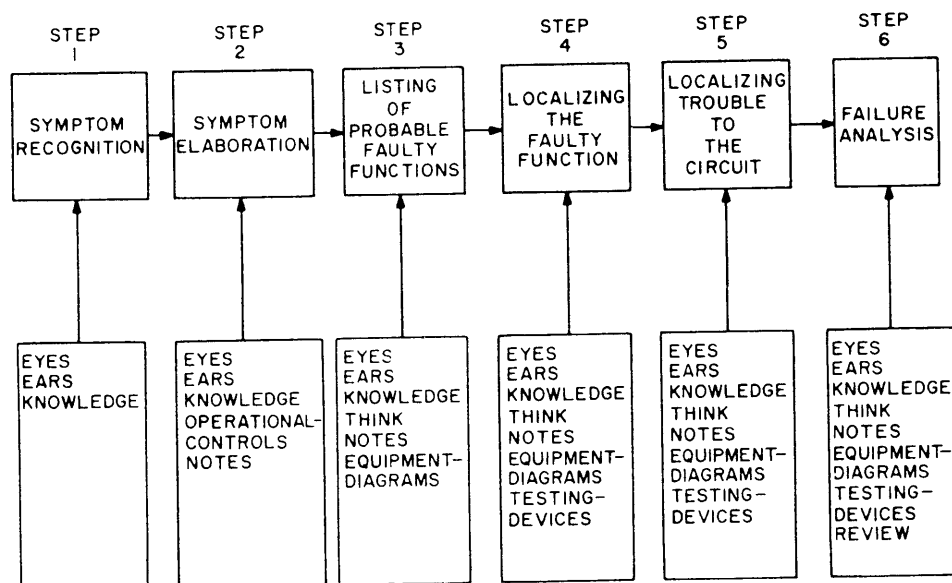 STEP
1
STEP
2
STEP
3
STEP
4
STEP
5
STEP
6
SYMPTOM
RECOGNITION
SYMPTOM
ELABORATION
LISTING
OF
PROBABLE
FAULTY
FUNCTIONS
LOCALIZING
THE
FAULTY
FUNCTION
LOCALIZING
TROUBLE
TO
THE
CIRCUIT
FAILURE
ANALYSIS
EYES
EARS
KNOWLEDGE
EYES
EARS
KNOWLEDGE
OPERATIONAL-
CONTROLS
NOTES
EYES
EARS
KNOWLEDGE
THINK
NOTES
EQUIPMENT-
DIAGRAMS
EYES
EARS
KNOWLEDGE
THINK
NOTES
EQUIPMENT-
DIAGRAMS
TESTING-
DEVICES
EYES
EARS
KNOWLEDGE
THINK
NOTES
EQUIPMENT-
DIAGRAMS
TESTING-
DEVICES
EYES
EARS
KNOWLEDGE
THINK
NOTES
EQUIPMENT-
DIAGRAMS
TESTING-
DEVICES
REVIEW